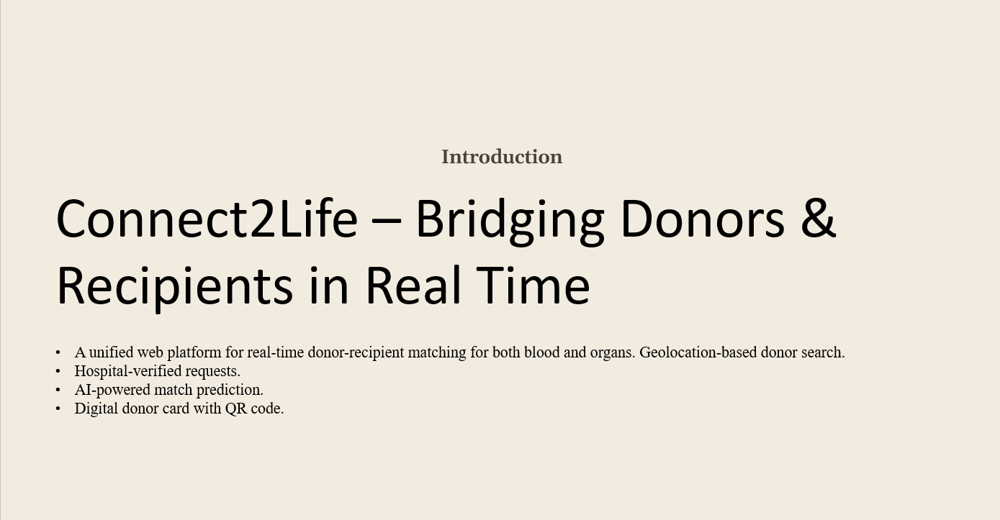 Introduction
Connect2Life – Bridging Donors &
Recipients in Real Time
• A unified web platform for real-time donor-recipient matching for both blood and organs. Geolocation-based donor search.
• Hospital-verified requests.
• AI-powered match prediction.
• Digital donor card with QR code.